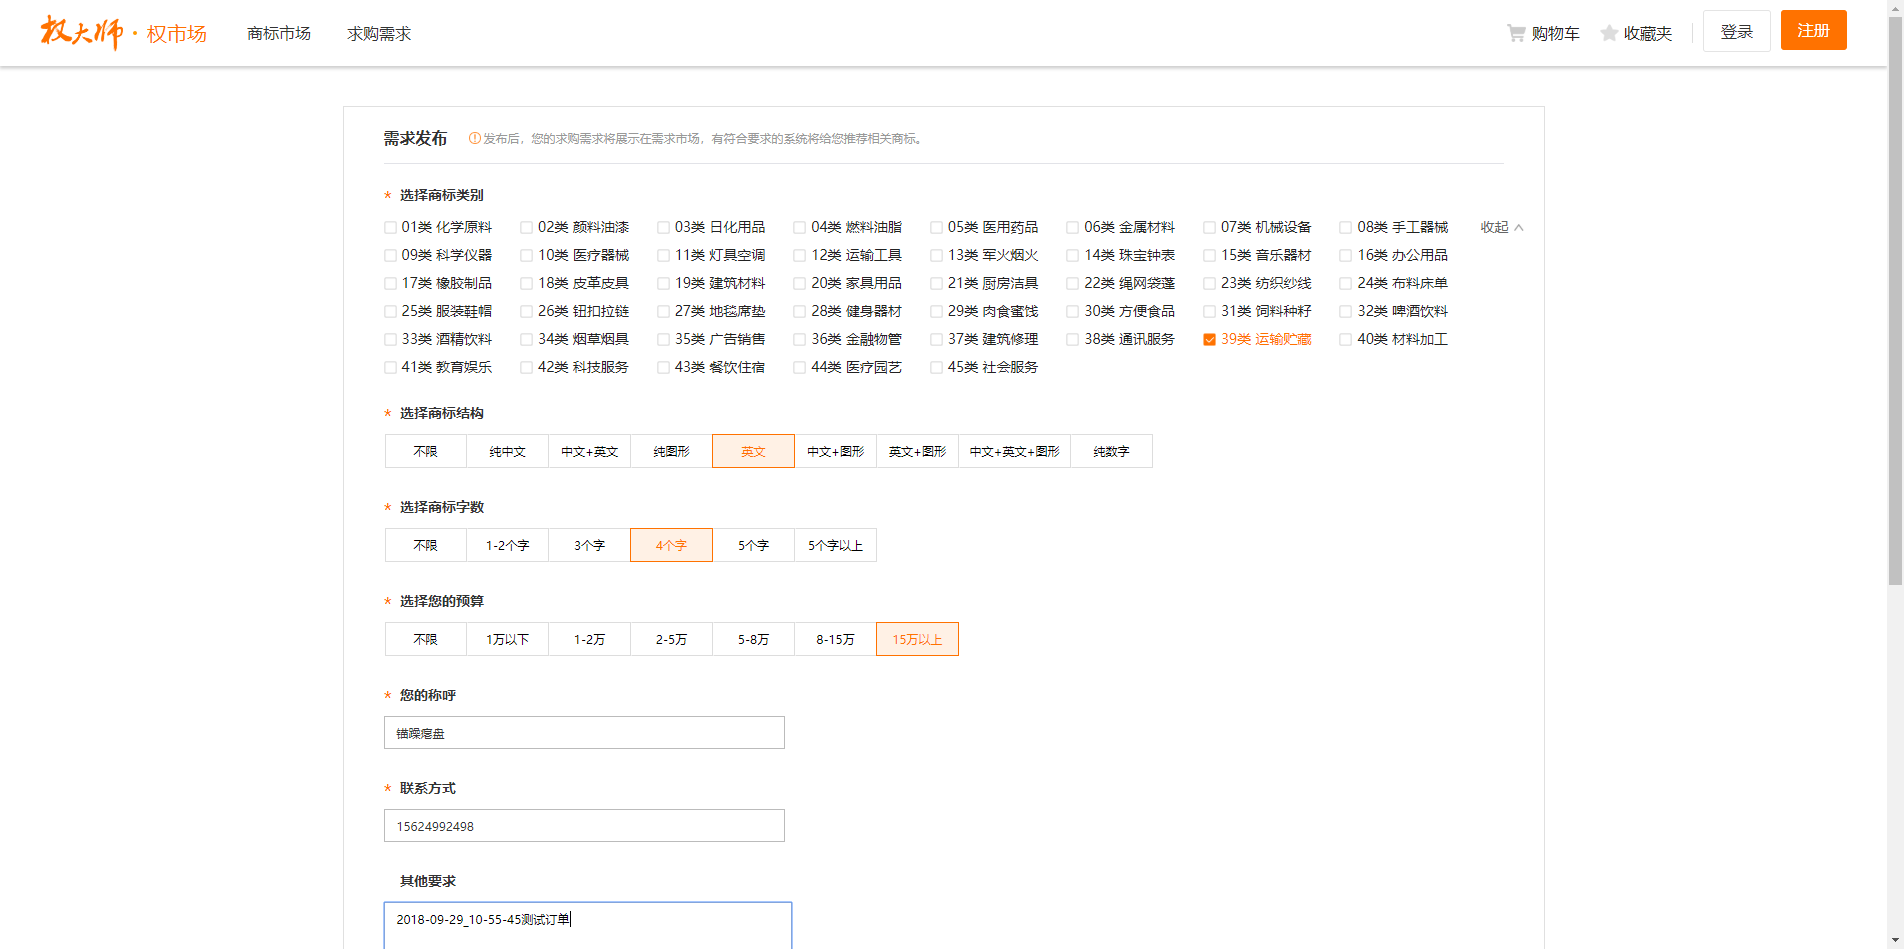 权大师·权市场 商标市场 求购需求 购物车 收藏夹 登录 注册
需求发布 发布后，您的求购需求将展示在需求市场，有符合要求的系统将给您推荐相关商标。
* 选择商标类别
01类 化学原料 02类 颜料油漆 03类 日化用品 04类 燃料油脂 05类 医用药品 06类 金属材料 07类 机械设备 08类 手工器械 收起
09类 科学仪器 10类 医疗器械 11类 灯具空调 12类 运输工具 13类 军火烟火 14类 珠宝钟表 15类 音乐器材 16类 办公用品
17类 橡胶制品 18类 皮革皮具 19类 建筑材料 20类 家具用品 21类 厨房洁具 22类 绳网袋蓬 23类 纺织纱线 24类 布料床单
25类 服装鞋帽 26类 钮扣拉链 27类 地毯席垫 28类 健身器材 29类 肉食蜜饯 30类 方便食品 31类 饲料种籽 32类 啤酒饮料
33类 酒精饮料 34类 烟草烟具 35类 广告销售 36类 金融物管 37类 建筑修理 38类 通讯服务 39类 运输贮藏 40类 材料加工
41类 教育娱乐 42类 科技服务 43类 餐饮住宿 44类 医疗园艺 45类 社会服务
* 选择商标结构
不限 纯中文 中文+英文 纯图形 英文 中文+图形 英文+图形 中文+英文+图形 纯数字
* 选择商标字数
不限 1-2个字 3个字 4个字 5个字 5个字以上
* 选择您的预算
不限 1万以下 1-2万 2-5万 5-8万 8-15万 15万以上
* 您的称呼
锚躁瘪盘
* 联系方式
15624992498
其他要求
2018-09-29_10-55-45测试订单